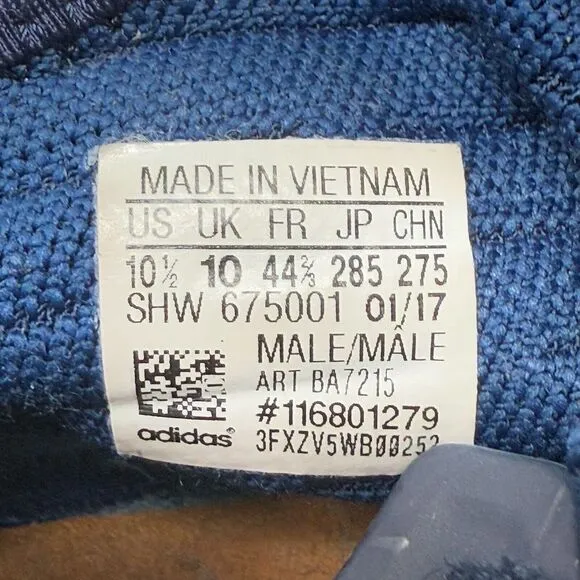 MADE IN VIETNAM
US UK FR JP CHN
10½ 10 44⅔ 285 275
SHW 675001 01/17
MALE/MÂLE
ART BA7215
#116801279
adidas® 3FXZV5WB00252